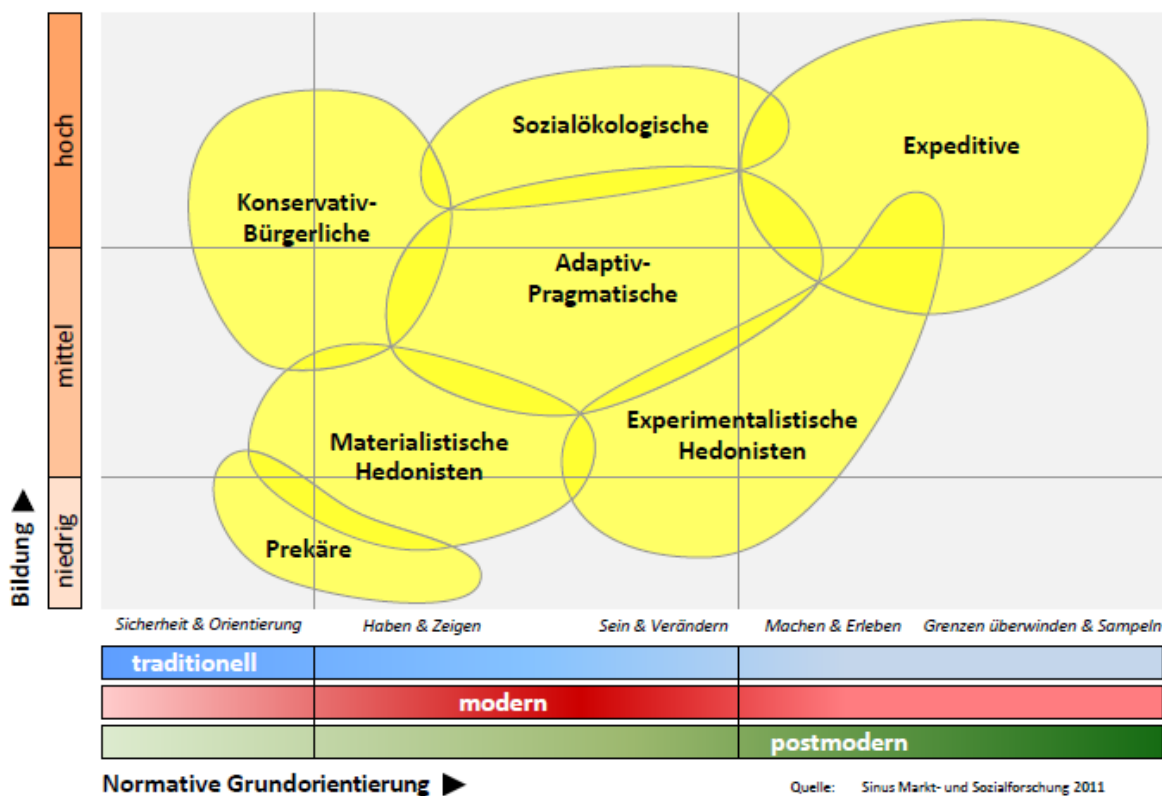 hoch
mittel
niedrig
Bildung ▶
Sozialökologische
Expeditive
Konservativ-
Bürgerliche
Adaptiv-
Pragmatische
Materialistische
Hedonisten
Experimentalistische
Hedonisten
Prekäre
Sicherheit & Orientierung
Haben & Zeigen
Sein & Verändern
Machen & Erleben
Grenzen überwinden & Sampeln
traditionell
modern
postmodern
Normative Grundorientierung ▶
Quelle: Sinus Markt- und Sozialforschung 2011